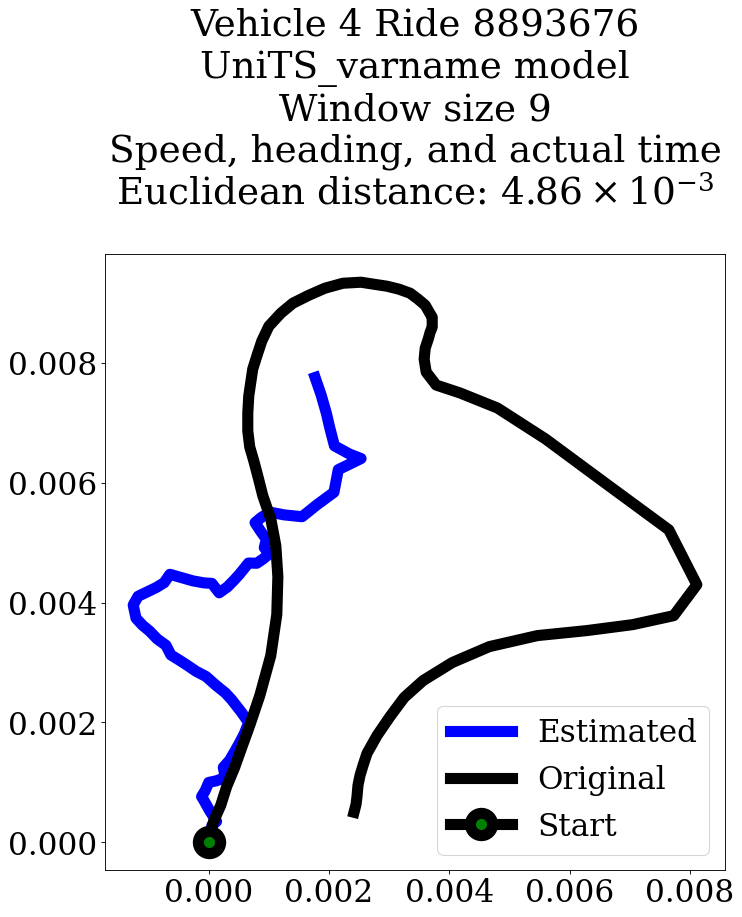 Vehicle 4 Ride 8893676
UniTS_varname model
Window size 9
Speed, heading, and actual time
Euclidean distance: 4.86 × 10⁻³
0.008
0.006
0.004
0.002
0.000
Estimated
Original
Start
0.000 0.002 0.004 0.006 0.008